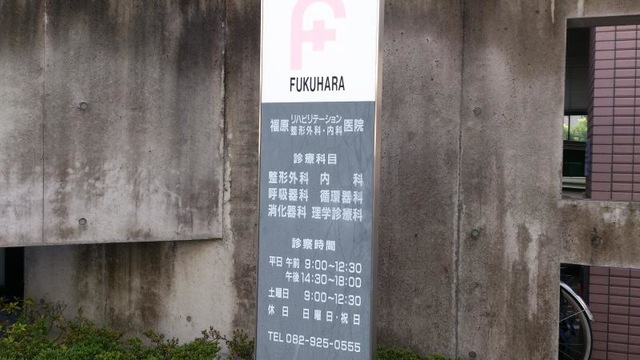 FUKUHARA
福原 リハビリテーション 整形外科・内科 医院
診療科目
整形外科 内 科
呼吸器科 循環器科
消化器科 理学診療科
診察時間
平日 午前 9:00～12:30
午後 14:30～18:00
土曜日 9:00～12:30
休 日 日 曜 日・祝 日
TEL 082-925-0555